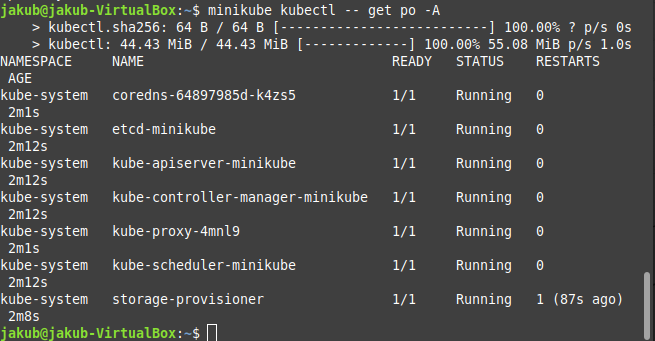 jakub@jakub-VirtualBox:~$ minikube kubectl -- get po -A
    > kubectl.sha256: 64 B / 64 B [--------------------------] 100.00% ? p/s 0s
    > kubectl: 44.43 MiB / 44.43 MiB [-------------] 100.00% 55.08 MiB p/s 1.0s
NAMESPACE     NAME                               READY   STATUS    RESTARTS
 AGE
kube-system   coredns-64897985d-k4zs5            1/1     Running   0
 2m1s
kube-system   etcd-minikube                      1/1     Running   0
 2m12s
kube-system   kube-apiserver-minikube            1/1     Running   0
 2m12s
kube-system   kube-controller-manager-minikube   1/1     Running   0
 2m12s
kube-system   kube-proxy-4mnl9                   1/1     Running   0
 2m1s
kube-system   kube-scheduler-minikube            1/1     Running   0
 2m12s
kube-system   storage-provisioner                1/1     Running   1 (87s ago)
 2m8s
jakub@jakub-VirtualBox:~$